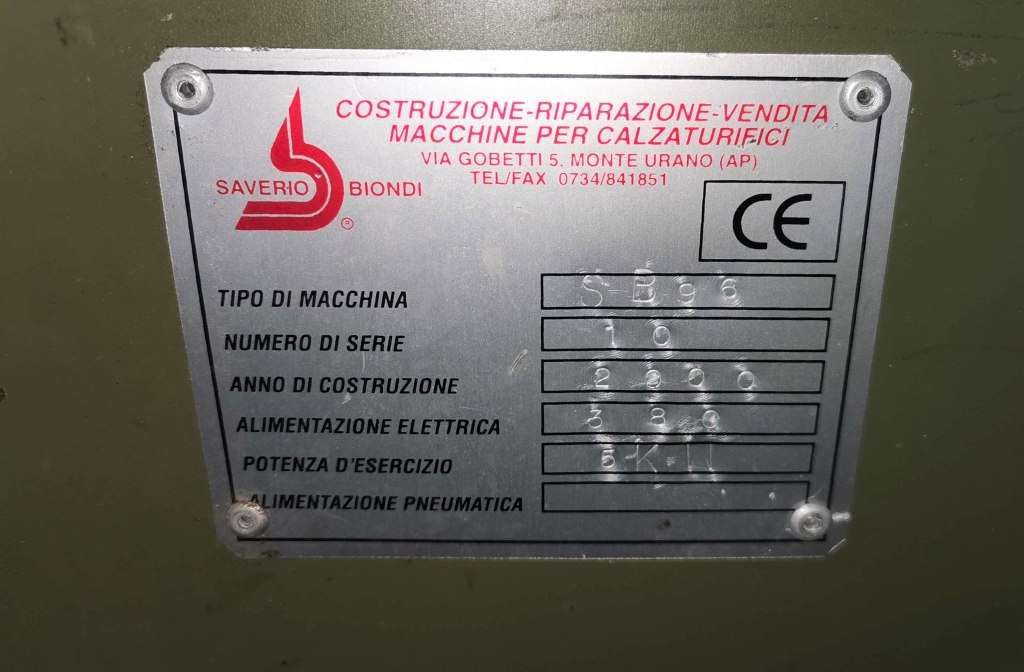 COSTRUZIONE-RIPARAZIONE-VENDITA
MACCHINE PER CALZATURIFICI
VIA GOBETTI 5. MONTE URANO (AP)
TEL/FAX 0734/841851
SAVERIO BIONDI
®
CE
TIPO DI MACCHINA S-B96
NUMERO DI SERIE 10
ANNO DI COSTRUZIONE 2000
ALIMENTAZIONE ELETTRICA 380
POTENZA D'ESERCIZIO
ALIMENTAZIONE PNEUMATICA